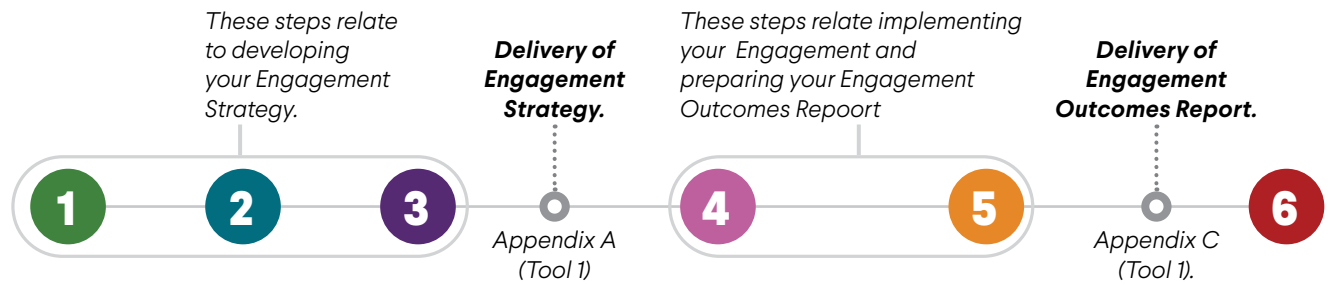 These steps relate
to developing
your Engagement
Strategy.
Delivery of
Engagement
Strategy.
These steps relate implementing
your Engagement and
preparing your Engagement
Outcomes Repoort
Delivery of
Engagement
Outcomes Report.
1
2
3
4
5
6
Appendix A
(Tool 1)
Appendix C
(Tool 1).